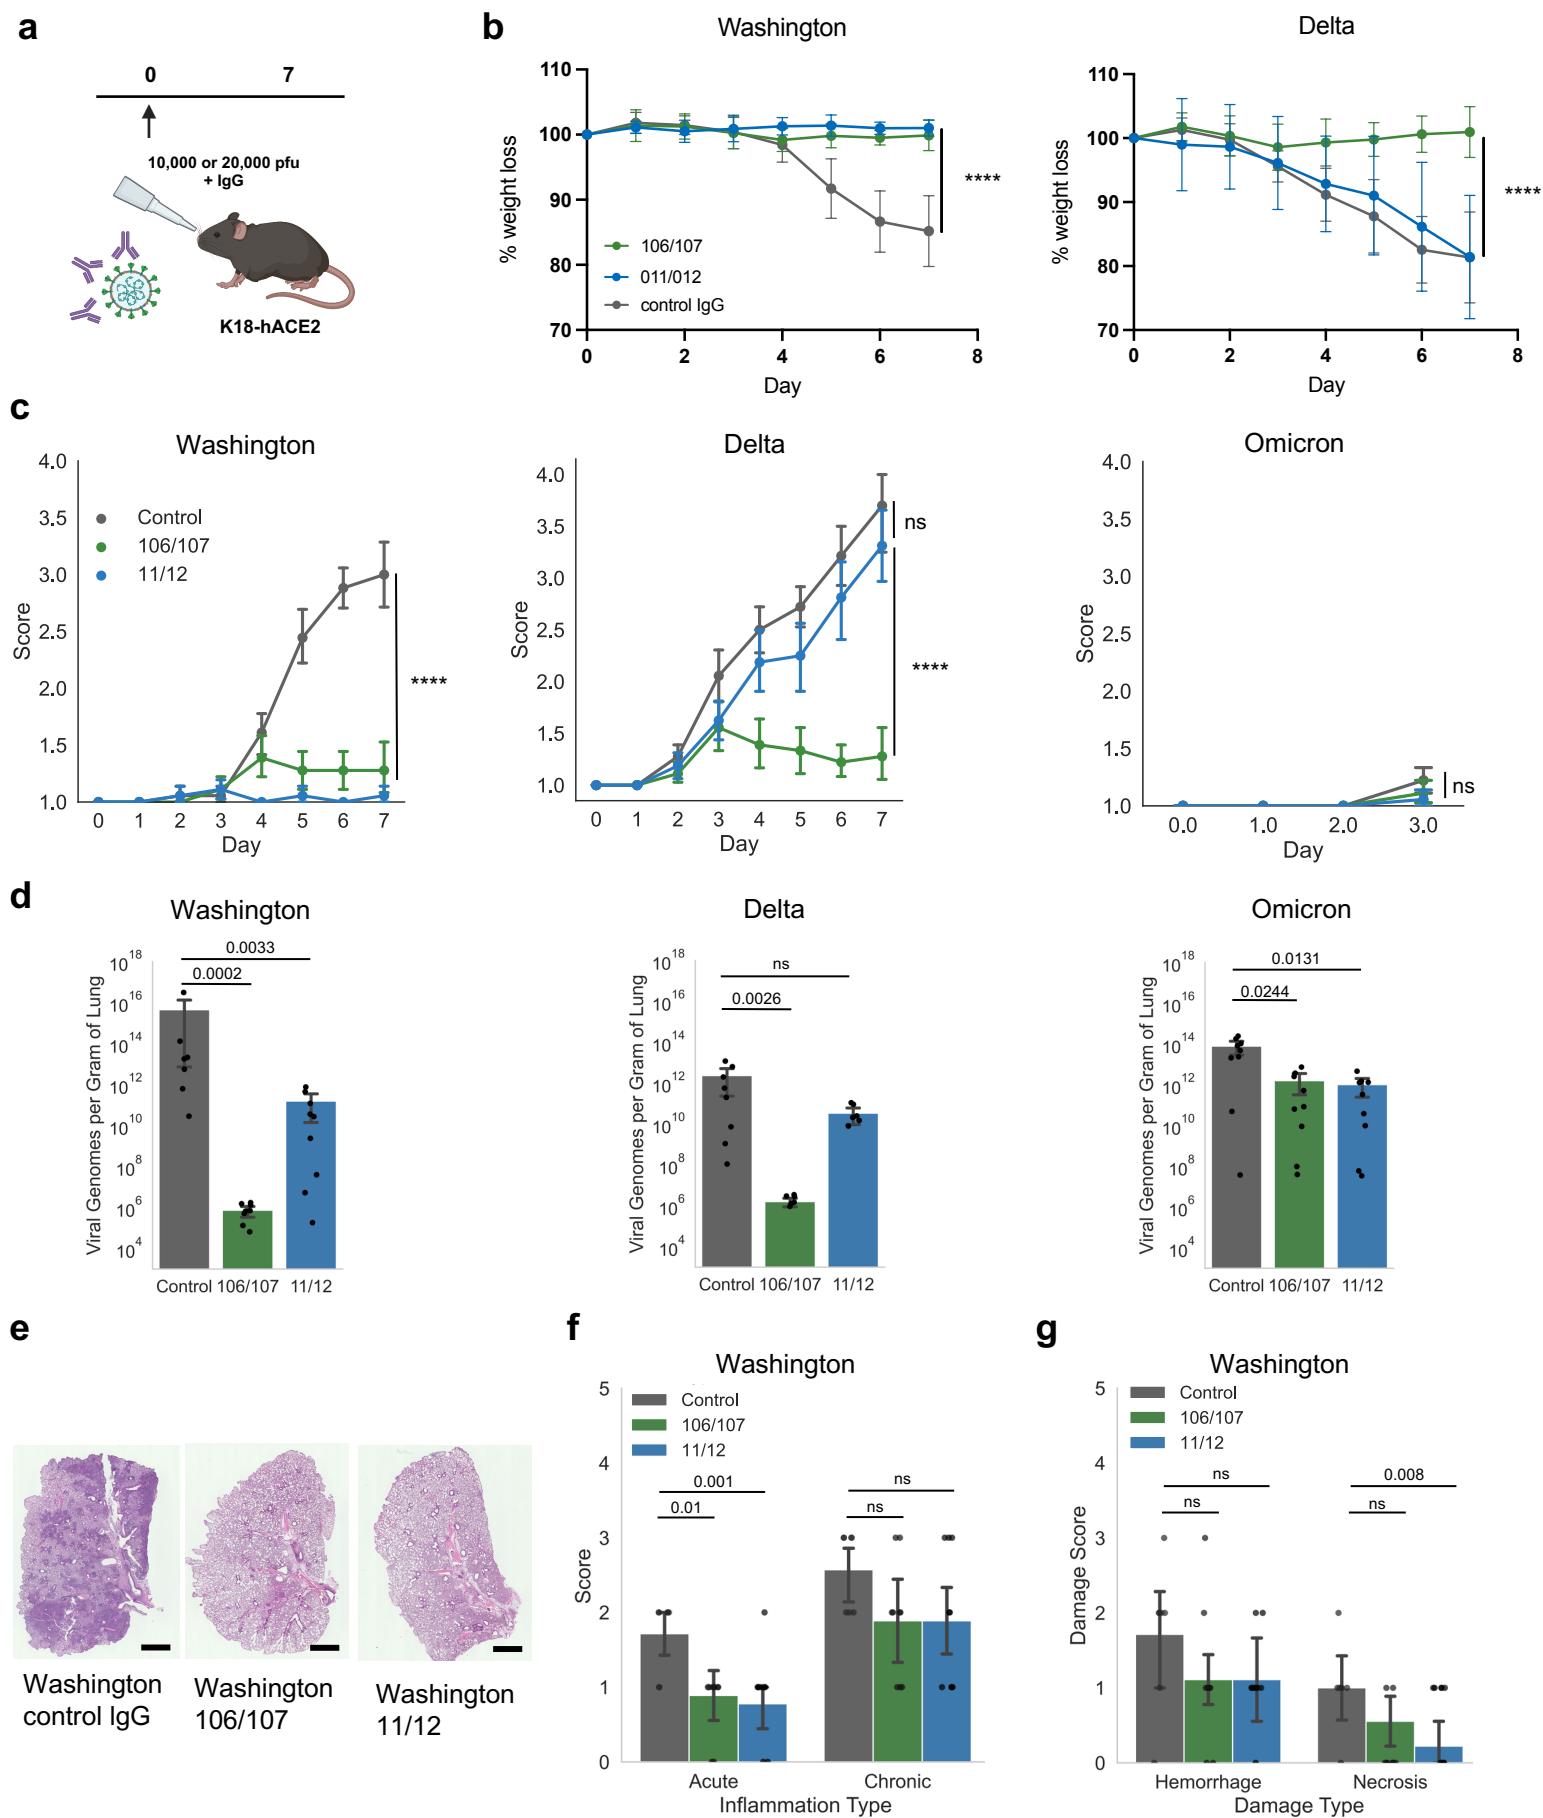 a
0 7
10,000 or 20,000 pfu
+ IgG
K18-hACE2
b
Washington
110
100
90
80
70
% weight loss
106/107
011/012
control IgG
****
0 2 4 6 8
Day
Delta
110
100
90
80
70
% weight loss
****
0 2 4 6 8
Day
c
Washington
4.0
3.5
3.0
2.5
2.0
1.5
1.0
Score
Control
106/107
11/12
****
0 1 2 3 4 5 6 7
Day
Delta
4.0
3.5
3.0
2.5
2.0
1.5
1.0
Score
ns
****
0 1 2 3 4 5 6 7
Day
Omicron
4.0
3.5
3.0
2.5
2.0
1.5
1.0
Score
ns
0.0 1.0 2.0 3.0
Day
d
Washington
Viral Genomes per Gram of Lung
10^18
10^16
10^14
10^12
10^10
10^8
10^6
10^4
0.0033
0.0002
Control 106/107 11/12
Delta
Viral Genomes per Gram of Lung
10^18
10^16
10^14
10^12
10^10
10^8
10^6
10^4
ns
0.0026
Control 106/107 11/12
Omicron
Viral Genomes per Gram of Lung
10^18
10^16
10^14
10^12
10^10
10^8
10^6
10^4
0.0131
0.0244
Control 106/107 11/12
e
Washington
control IgG
Washington
106/107
Washington
11/12
f
Washington
5
4
3
2
1
0
Score
Control
106/107
11/12
0.001
0.01
ns
ns
Acute Chronic
Inflammation Type
g
Washington
5
4
3
2
1
0
Damage Score
Control
106/107
11/12
ns
ns
0.008
ns
Hemorrhage Necrosis
Damage Type